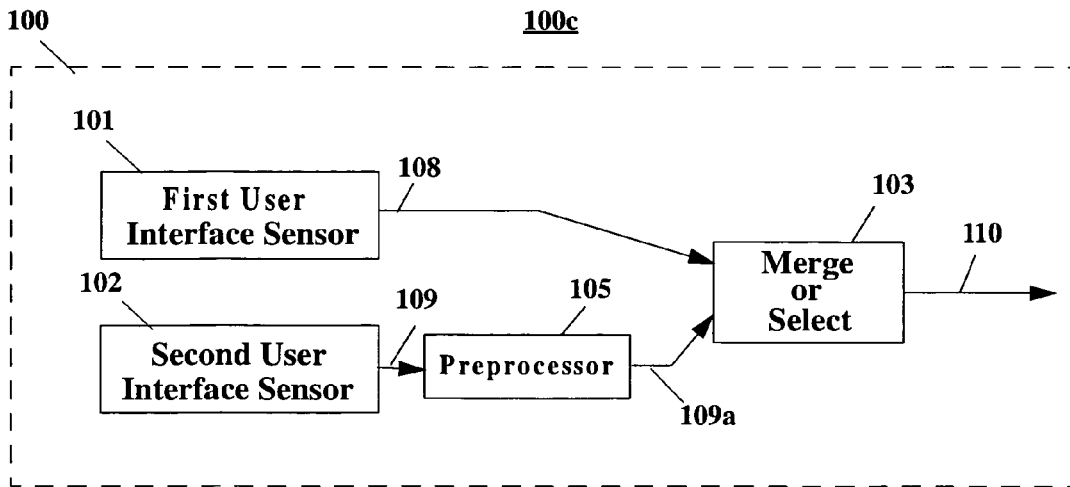 100
100c
101
108
First User
Interface Sensor
103
110
Merge
or
Select
102
109
105
Second User
Interface Sensor
Preprocessor
109a